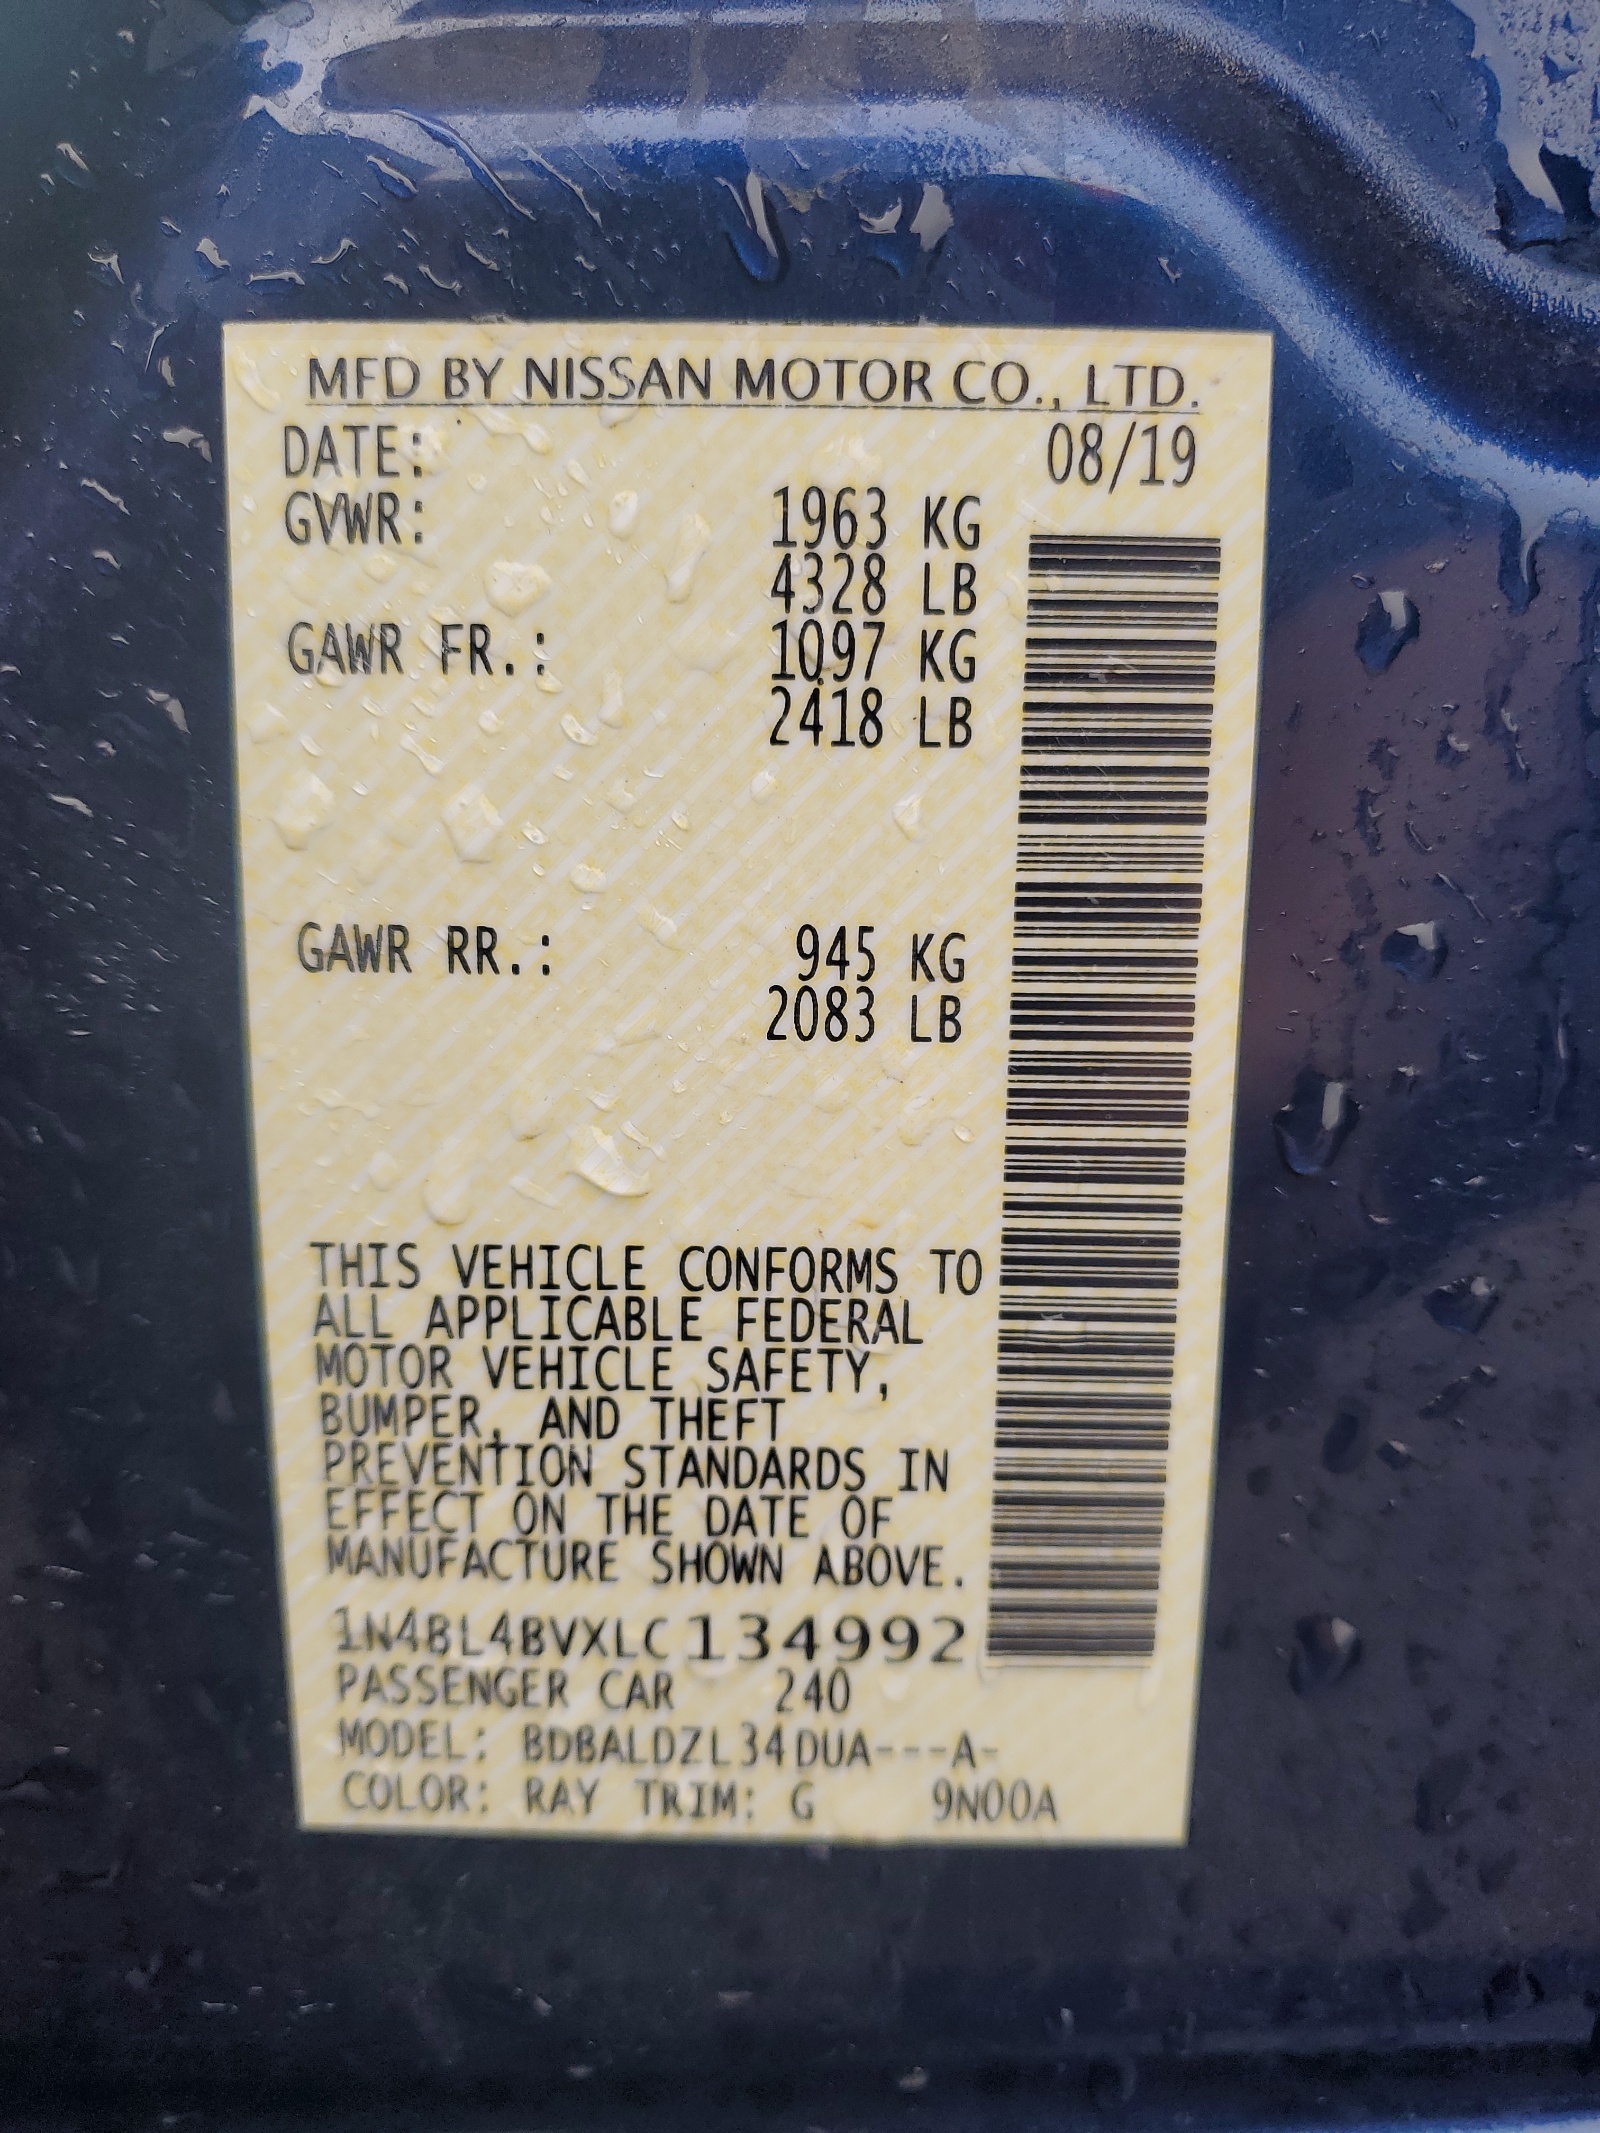 MFD BY NISSAN MOTOR CO., LTD.
DATE: 08/19
GVWR: 1963 KG
4328 LB
GAWR FR.: 1097 KG
2418 LB
GAWR RR.: 945 KG
2083 LB
THIS VEHICLE CONFORMS TO
ALL APPLICABLE FEDERAL
MOTOR VEHICLE SAFETY,
BUMPER, AND THEFT
PREVENTION STANDARDS IN
EFFECT ON THE DATE OF
MANUFACTURE SHOWN ABOVE.
1N4BL4BVXLC134992
PASSENGER CAR 240
MODEL: BDBALDZL34DUA---A-
COLOR: RAY TRIM: G 9N00A